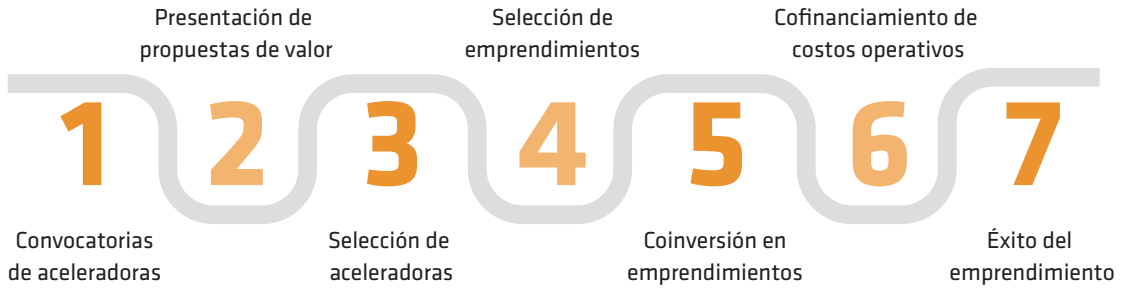 1
Convocatorias
de aceleradoras
Presentación de
propuestas de valor
2
3
Selección de
aceleradoras
Selección de
emprendimientos
4
5
Coinversión en
emprendimientos
Cofinanciamiento de
costos operativos
6
7
Éxito del
emprendimiento